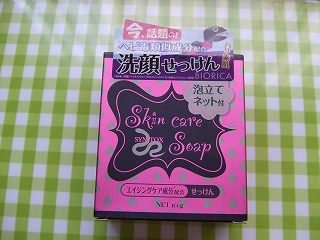 今、話題の!
ヘビ毒類似成分配合
洗顔せっけん
BIORICA
泡立て
ネット付
Skin care
SYN-TOX
Soap
エイジングケア成分配合 せっけん
NET 100g